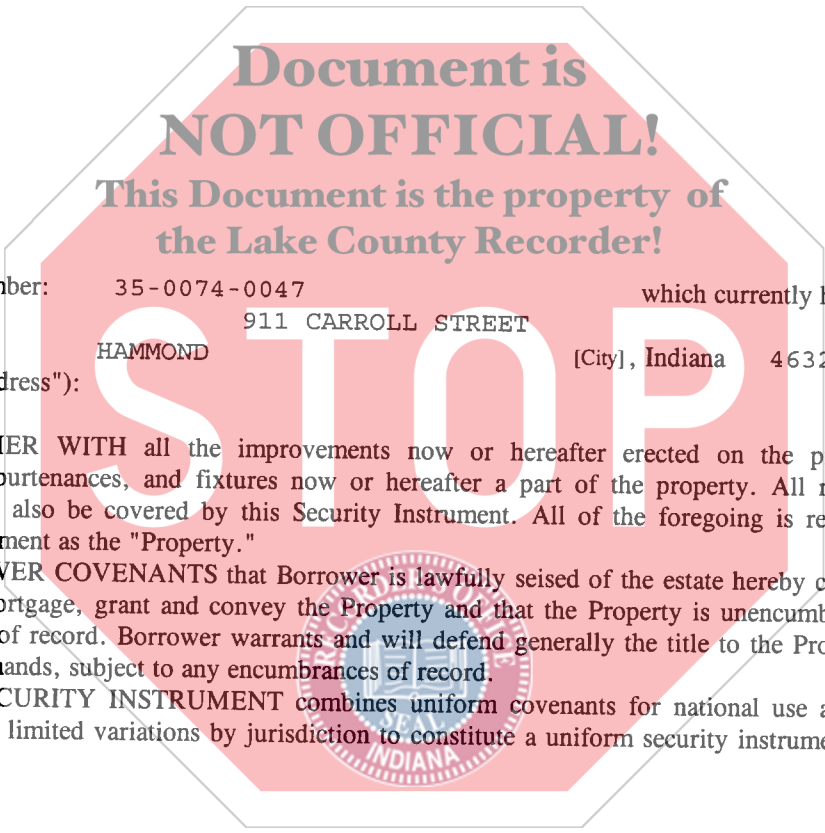 Document is
NOT OFFICIAL!
This Document is the property of
the Lake County Recorder!
nber: 35-0074-0047 which currently h
911 CARROLL STREET
HAMMOND [City], Indiana 4632
dress"):
STOP
IER WITH all the improvements now or hereafter erected on the p
purtenances, and fixtures now or hereafter a part of the property. All r
also be covered by this Security Instrument. All of the foregoing is re
ment as the "Property."
VER COVENANTS that Borrower is lawfully seised of the estate hereby c
ortgage, grant and convey the Property and that the Property is unencumb
of record. Borrower warrants and will defend generally the title to the Pro
ands, subject to any encumbrances of record.
CURITY INSTRUMENT combines uniform covenants for national use a
limited variations by jurisdiction to constitute a uniform security instrume
RECORDER'S OFFICE
SEAL
INDIANA